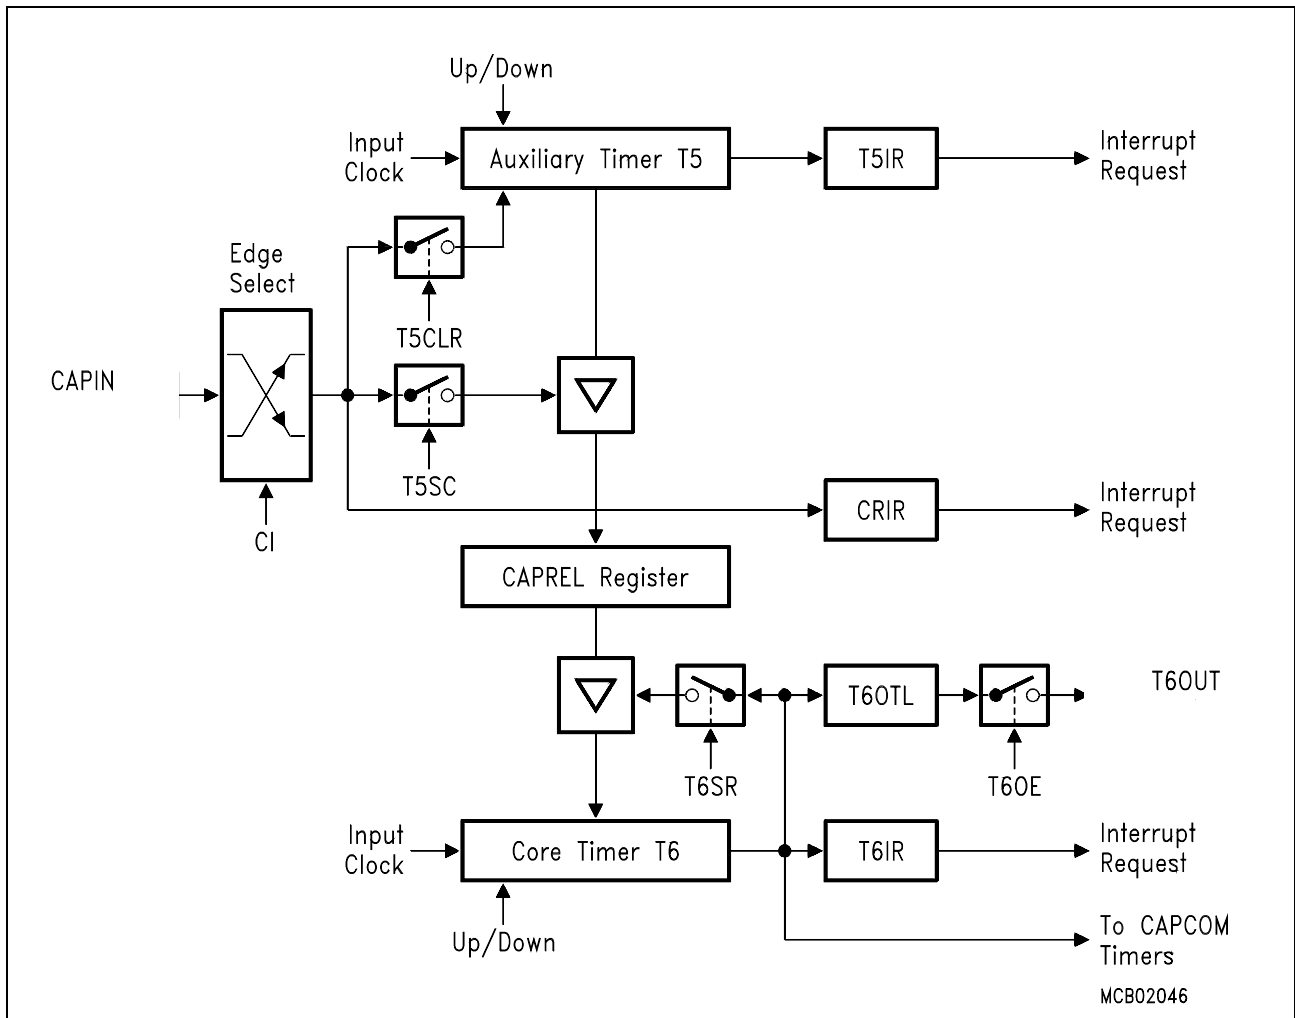 Up/Down
Input
Clock
Auxiliary Timer T5
T5IR
Interrupt
Request
Edge
Select
T5CLR
CAPIN
T5SC
CI
CRIR
Interrupt
Request
CAPREL Register
T6OTL
T6OUT
T6SR
T6OE
Input
Clock
Core Timer T6
T6IR
Interrupt
Request
Up/Down
To CAPCOM
Timers
MCB02046